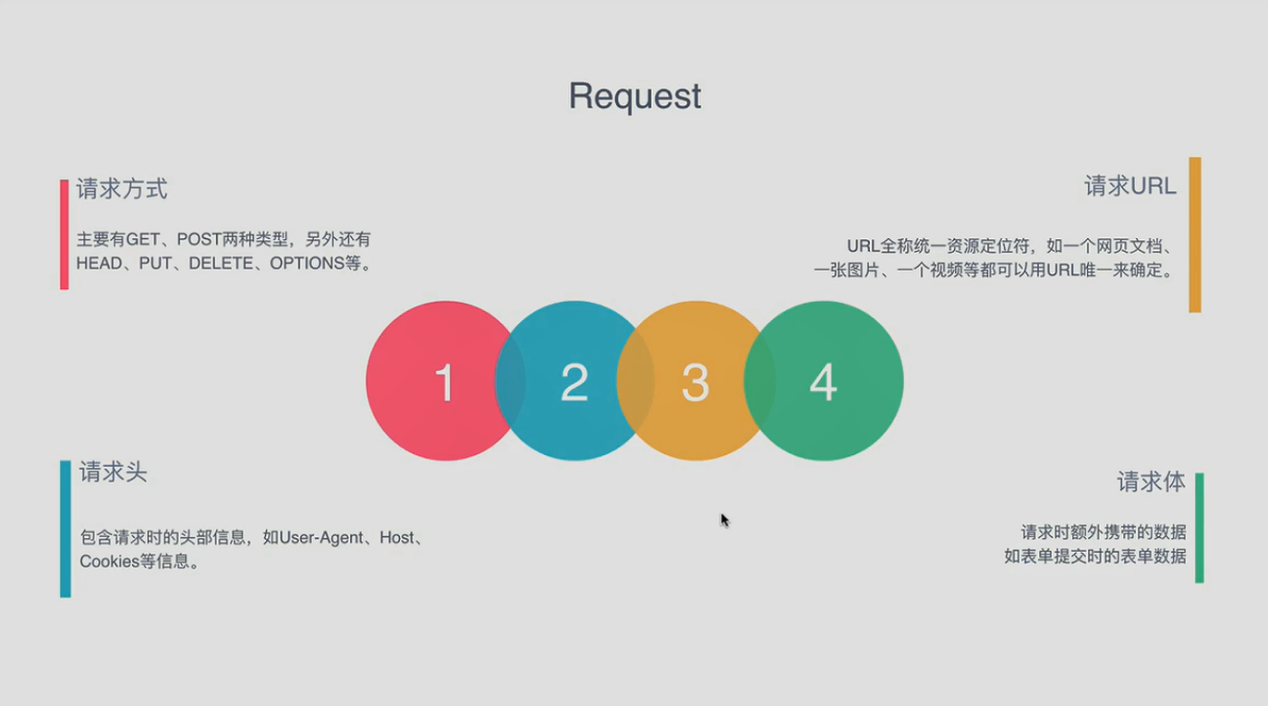 Request
请求方式
主要有GET、POST两种类型，另外还有
HEAD、PUT、DELETE、OPTIONS等。
请求URL
URL全称统一资源定位符，如一个网页文档、
一张图片、一个视频等都可以用URL唯一来确定。
1
2
3
4
请求头
包含请求时的头部信息，如User-Agent、Host、
Cookies等信息。
请求体
请求时额外携带的数据
如表单提交时的表单数据